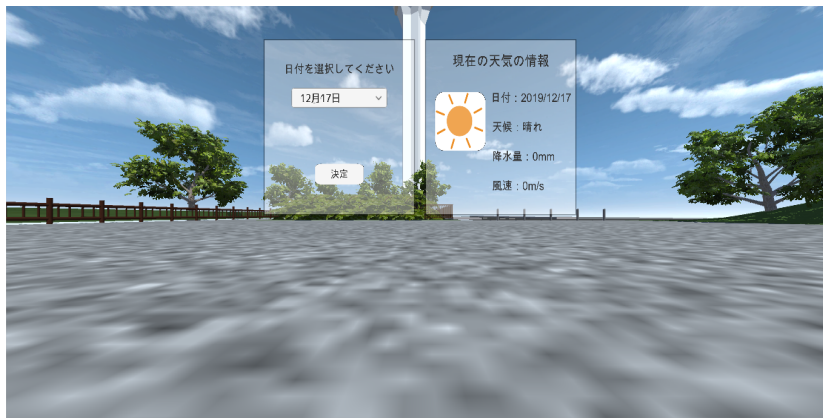 日付を選択してください
12月17日
決定
現在の天気の情報
日付：2019/12/17
天候：晴れ
降水量：0mm
風速：0m/s